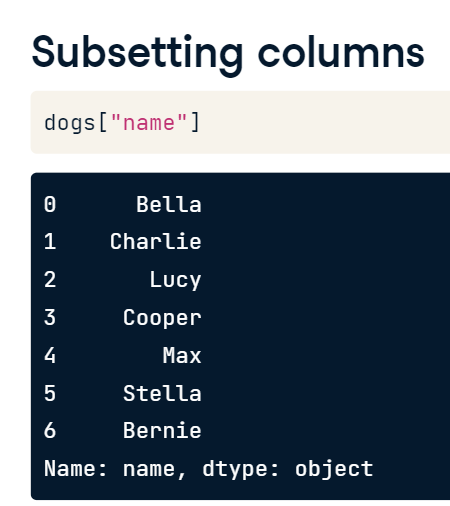 Subsetting columns
dogs["name"]
0      Bella
1    Charlie
2       Lucy
3     Cooper
4        Max
5     Stella
6     Bernie
Name: name, dtype: object